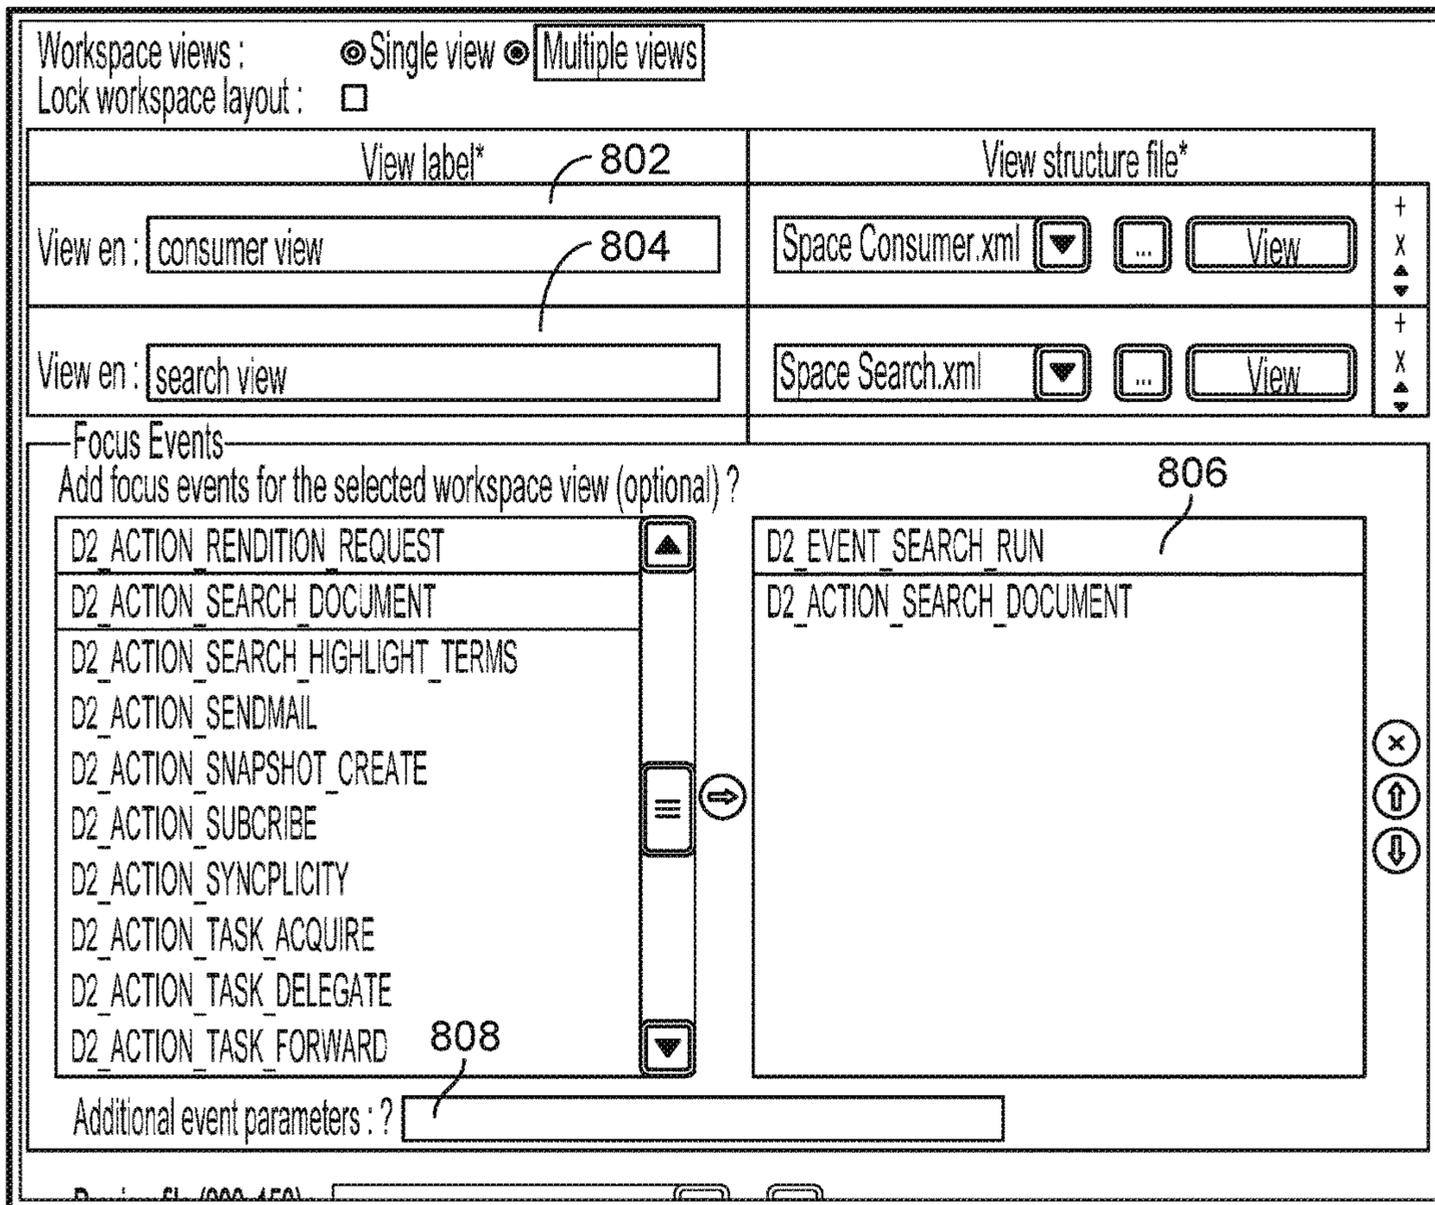 Workspace views : Single view Multiple views
Lock workspace layout :
View label* 802 View structure file*
View en : consumer view 804 Space Consumer.xml ... View + X
View en : search view Space Search.xml ... View + X
Focus Events
Add focus events for the selected workspace view (optional) ? 806
D2_ACTION_RENDITION_REQUEST D2_EVENT_SEARCH_RUN
D2_ACTION_SEARCH_DOCUMENT D2_ACTION_SEARCH_DOCUMENT
D2_ACTION_SEARCH_HIGHLIGHT_TERMS
D2_ACTION_SENDMAIL
D2_ACTION_SNAPSHOT_CREATE
D2_ACTION_SUBCRIBE
D2_ACTION_SYNCPLICITY
D2_ACTION_TASK_ACQUIRE
D2_ACTION_TASK_DELEGATE
D2_ACTION_TASK_FORWARD 808
Additional event parameters : ?